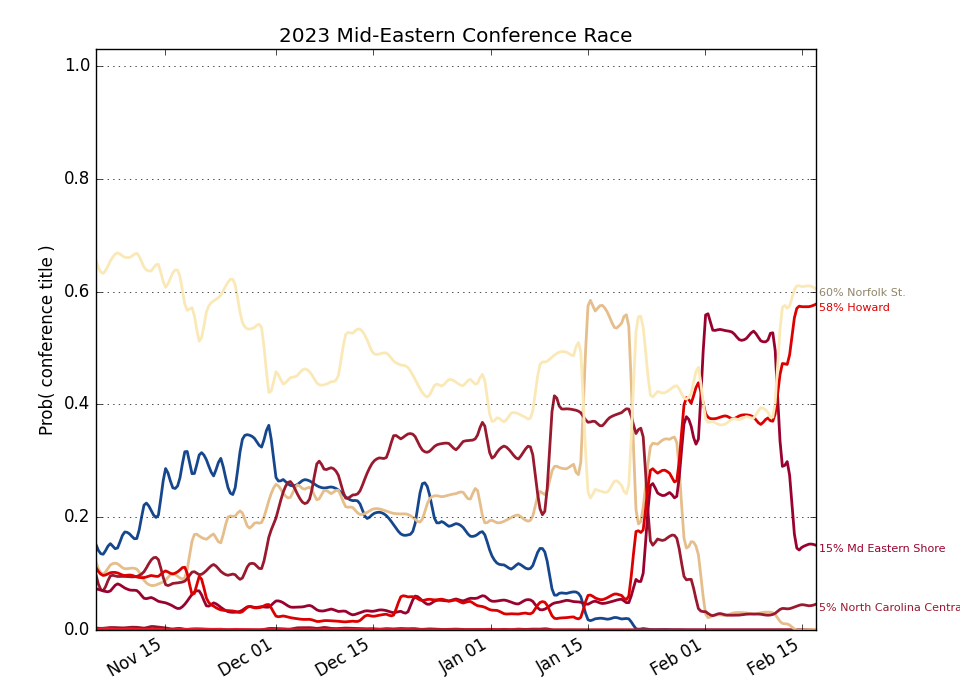 2023 Mid-Eastern Conference Race
1.0
0.8
0.6
0.4
0.2
0.0
Prob( conference title )
60% Norfolk St.
58% Howard
15% Md Eastern Shore
5% North Carolina Centra
Nov 15
Dec 01
Dec 15
Jan 01
Jan 15
Feb 01
Feb 15